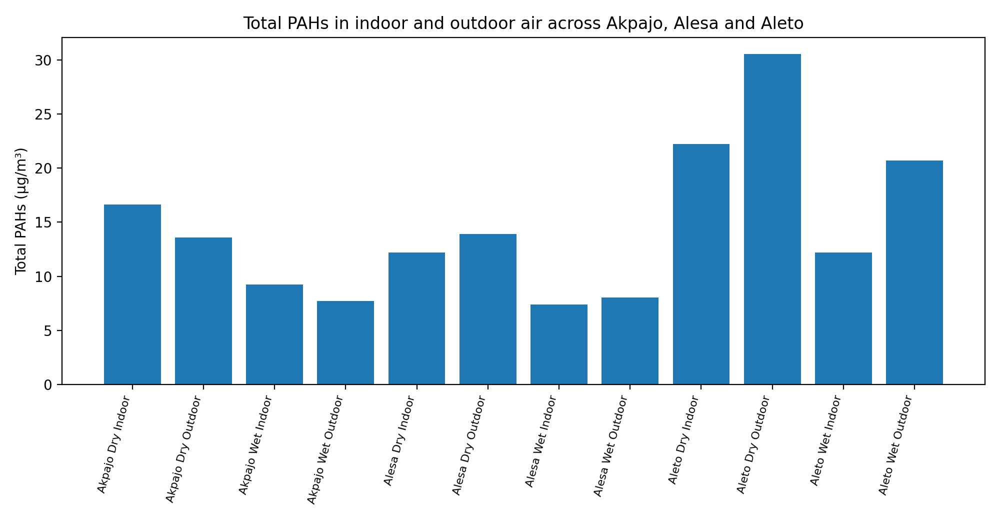 Total PAHs in indoor and outdoor air across Akpajo, Alesa and Aleto
Total PAHs (µg/m³)
30
25
20
15
10
5
0
Akpajo Dry Indoor
Akpajo Dry Outdoor
Akpajo Wet Indoor
Akpajo Wet Outdoor
Alesa Dry Indoor
Alesa Dry Outdoor
Alesa Wet Indoor
Alesa Wet Outdoor
Aleto Dry Indoor
Aleto Dry Outdoor
Aleto Wet Indoor
Aleto Wet Outdoor